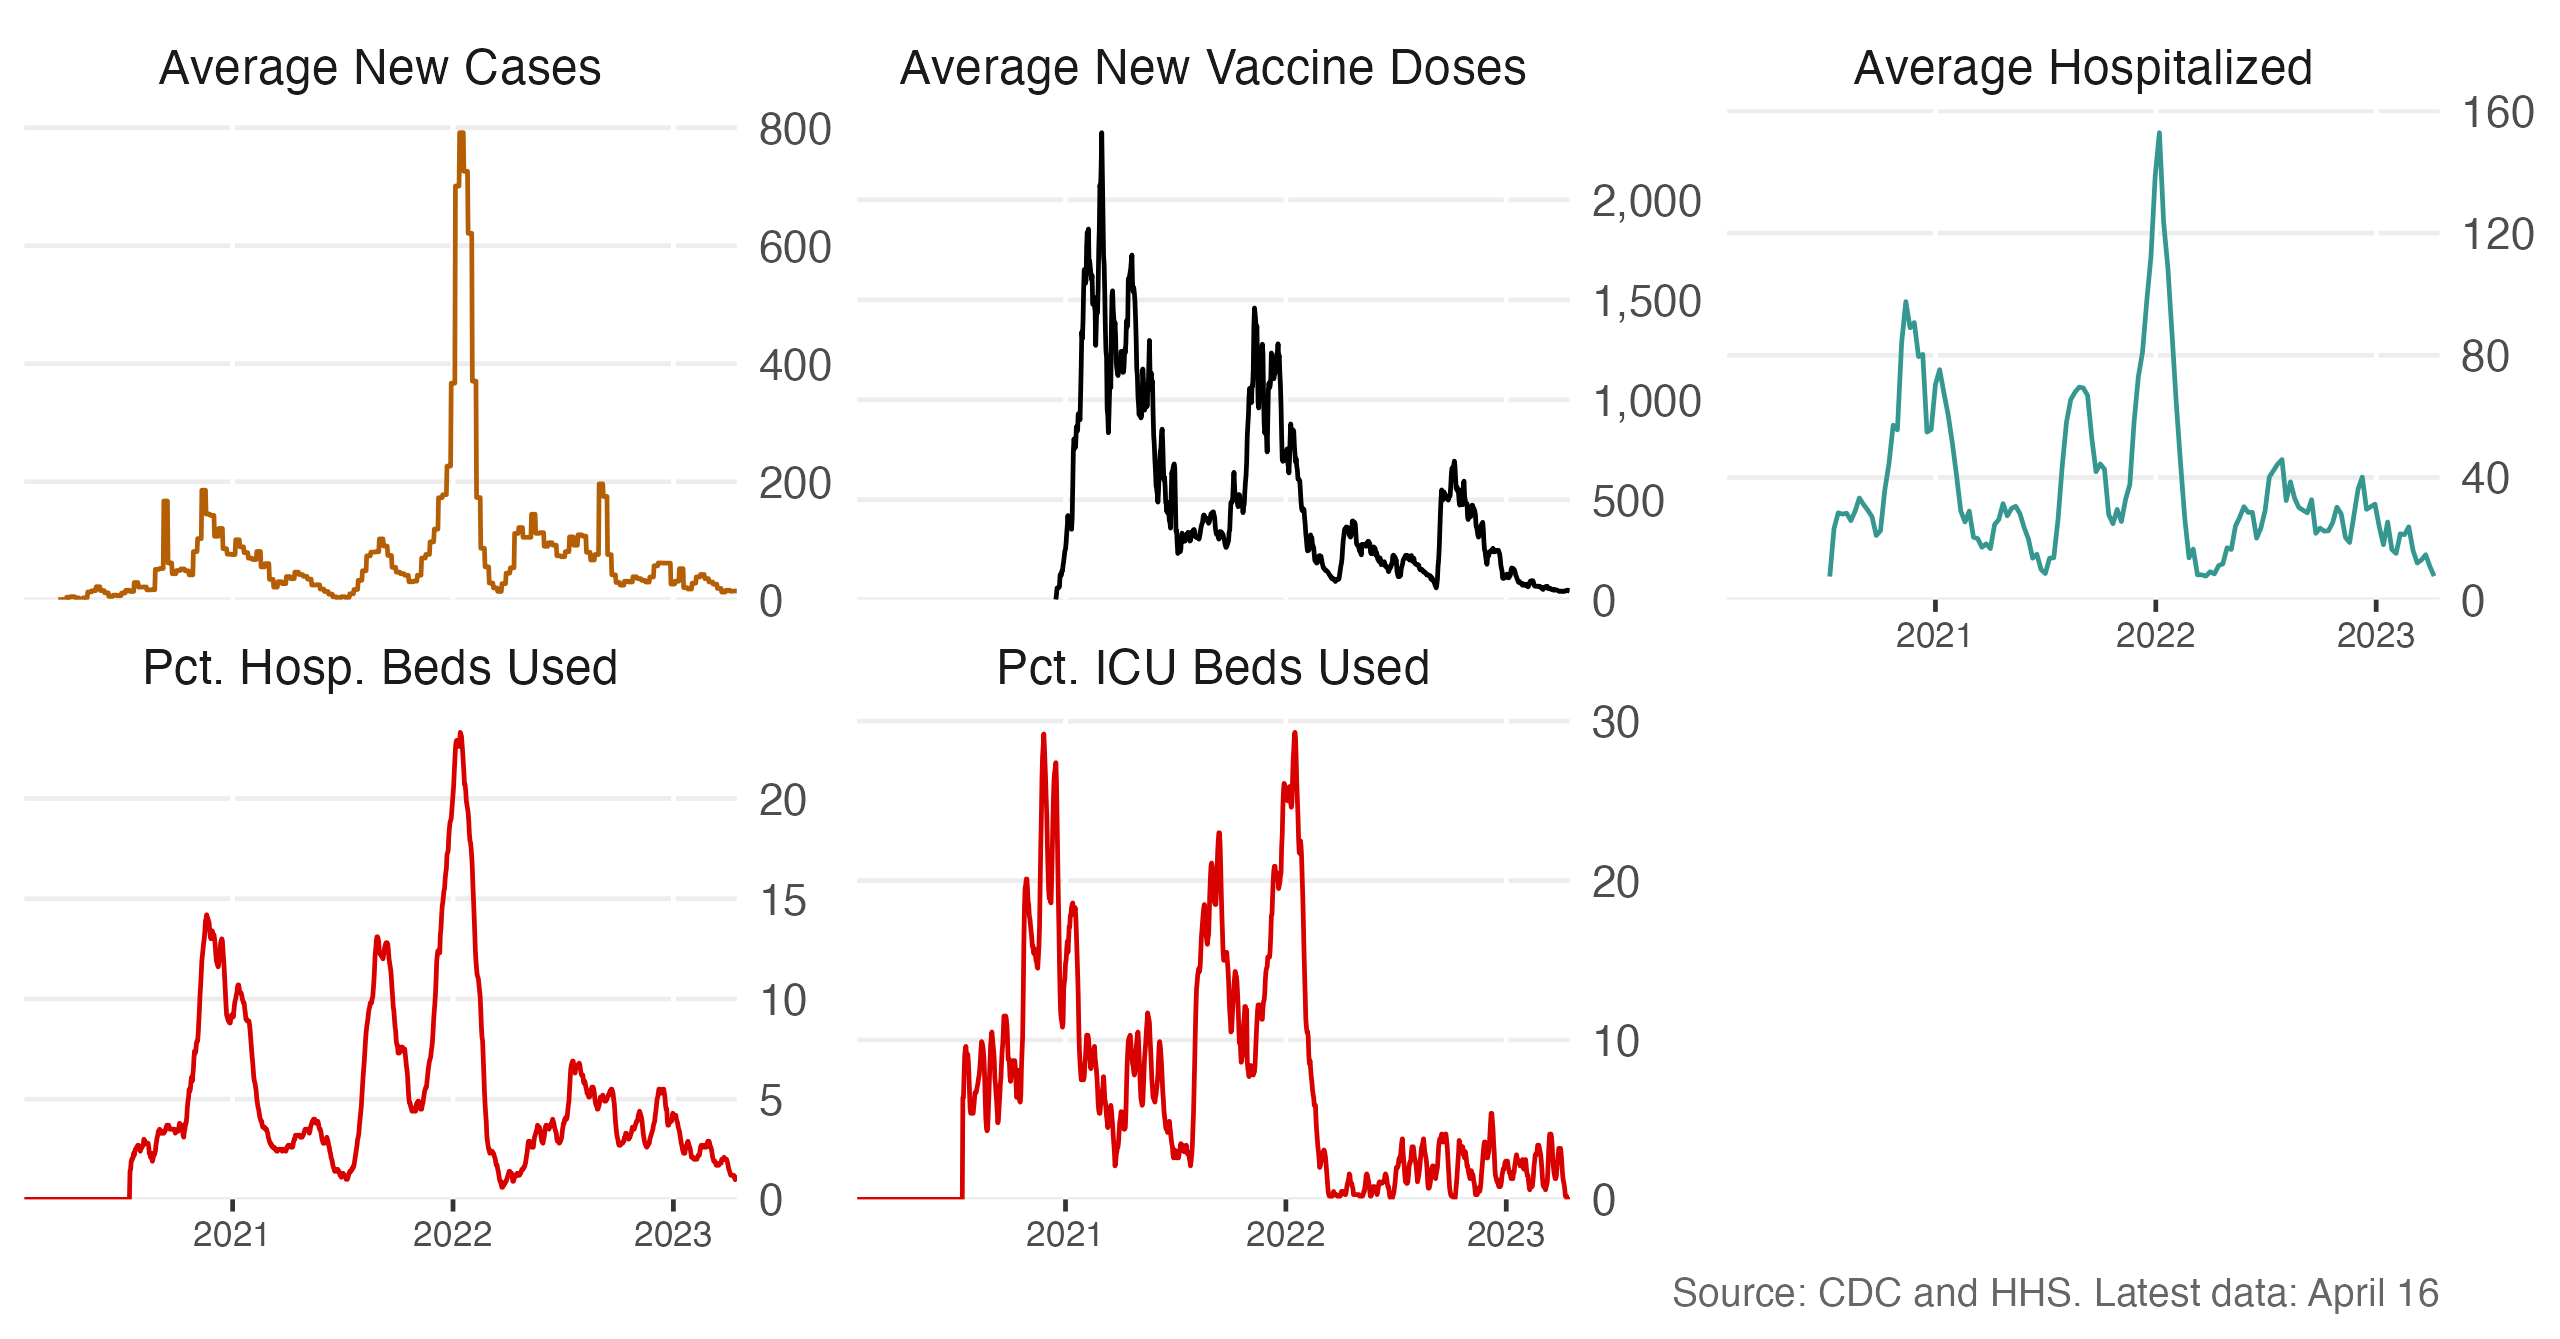 Average New Cases
800
600
400
200
0
Average New Vaccine Doses
2,000
1,500
1,000
500
0
Average Hospitalized
160
120
80
40
0
2021 2022 2023
Pct. Hosp. Beds Used
20
15
10
5
0
2021 2022 2023
Pct. ICU Beds Used
30
20
10
0
2021 2022 2023
Source: CDC and HHS. Latest data: April 16